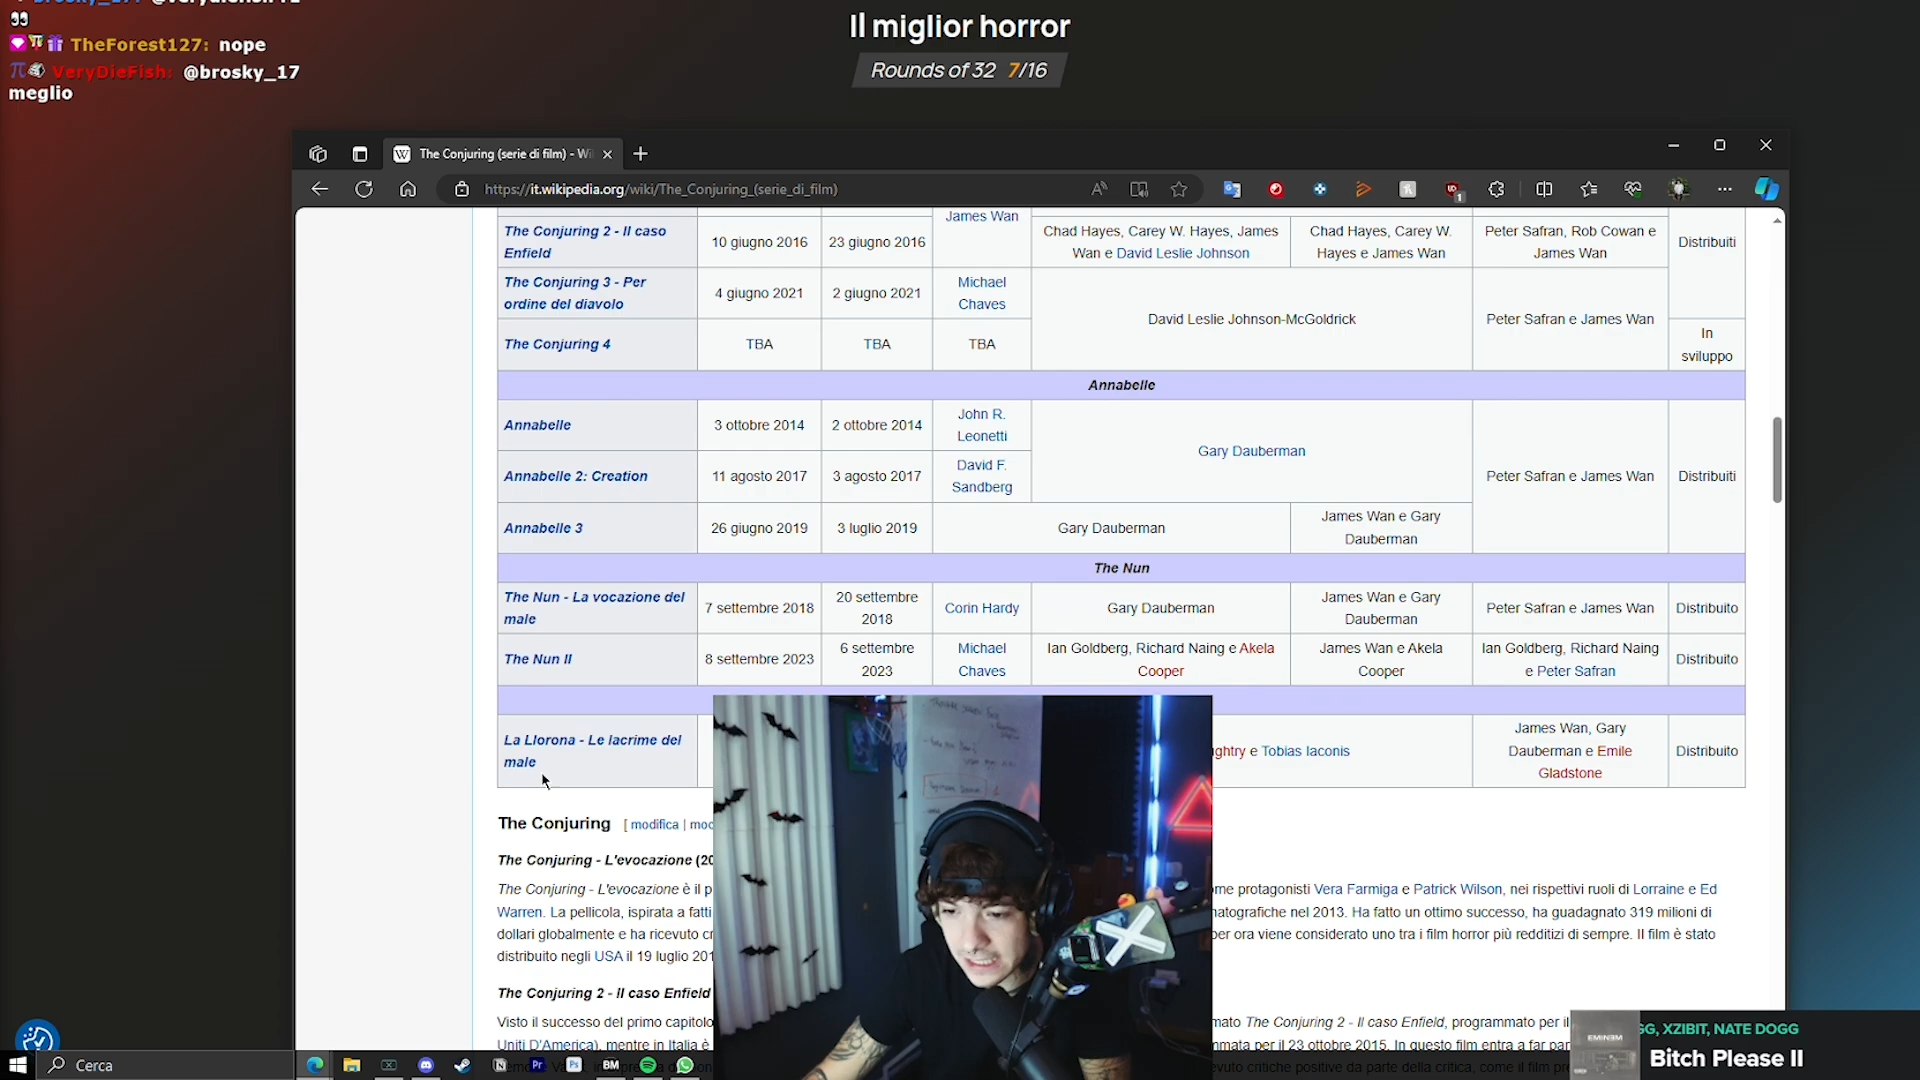 TheForest127: nope
VeryDieFish: @brosky_17
meglio
Il miglior horror
Rounds of 32 7/16
The Conjuring (serie di film) - Wi
https://it.wikipedia.org/wiki/The_Conjuring_(serie_di_film)
James Wan
The Conjuring 2 - Il caso
Enfield
10 giugno 2016
23 giugno 2016
Chad Hayes, Carey W. Hayes, James
Wan e David Leslie Johnson
Chad Hayes, Carey W.
Hayes e James Wan
Peter Safran, Rob Cowan e
James Wan
Distribuiti
The Conjuring 3 - Per
ordine del diavolo
4 giugno 2021
2 giugno 2021
Michael
Chaves
David Leslie Johnson-McGoldrick
Peter Safran e James Wan
The Conjuring 4
TBA
TBA
TBA
In
sviluppo
Annabelle
Annabelle
3 ottobre 2014
2 ottobre 2014
John R.
Leonetti
Gary Dauberman
Peter Safran e James Wan
Distribuiti
Annabelle 2: Creation
11 agosto 2017
3 agosto 2017
David F.
Sandberg
Annabelle 3
26 giugno 2019
3 luglio 2019
Gary Dauberman
James Wan e Gary
Dauberman
The Nun
The Nun - La vocazione del
male
7 settembre 2018
20 settembre
2018
Corin Hardy
Gary Dauberman
James Wan e Gary
Dauberman
Peter Safran e James Wan
Distribuito
The Nun II
8 settembre 2023
6 settembre
2023
Michael
Chaves
Ian Goldberg, Richard Naing e Akela
Cooper
James Wan e Akela
Cooper
Ian Goldberg, Richard Naing
e Peter Safran
Distribuito
La Llorona - Le lacrime del
male
ughtry e Tobias Iaconis
James Wan, Gary
Dauberman e Emile
Gladstone
Distribuito
The Conjuring [ modifica | mo
The Conjuring - L'evocazione (20
The Conjuring - L'evocazione è il p
ome protagonisti Vera Farmiga e Patrick Wilson, nei rispettivi ruoli di Lorraine e Ed
Warren. La pellicola, ispirata a fatti
natografiche nel 2013. Ha fatto un ottimo successo, ha guadagnato 319 milioni di
dollari globalmente e ha ricevuto cr
per ora viene considerato uno tra i film horror più redditizi di sempre. Il film è stato
distribuito negli USA il 19 luglio 201
The Conjuring 2 - Il caso Enfield
Visto il successo del primo capitolo
mato The Conjuring 2 - Il caso Enfield, programmato per il
Uniti D'America), mentre in Italia è
mmata per il 23 ottobre 2015. In questo film entra a far par
GG, XZIBIT, NATE DOGG
EMINEM
Bitch Please II
Cerca